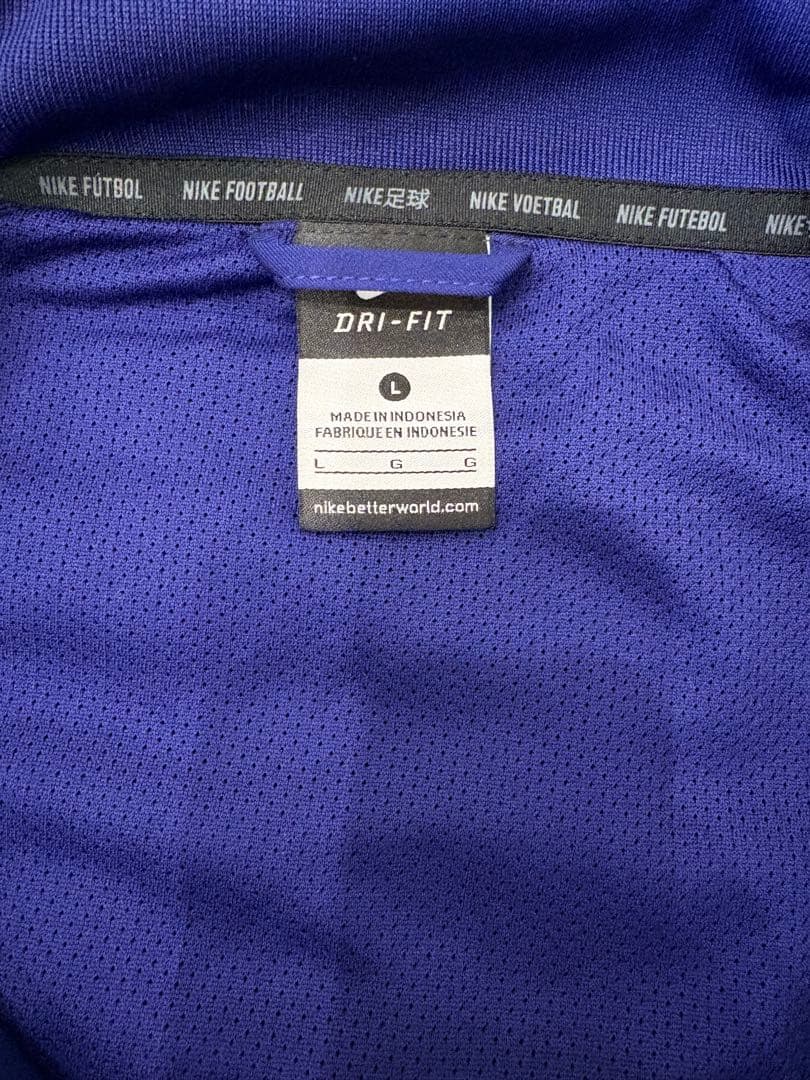 NIKE FÚTBOL NIKE FOOTBALL NIKE足球 NIKE VOETBAL NIKE FUTEBOL NIKE
DRI-FIT
L
MADE IN INDONESIA
FABRIQUE EN INDONESIE
L G G
nikebetterworld.com